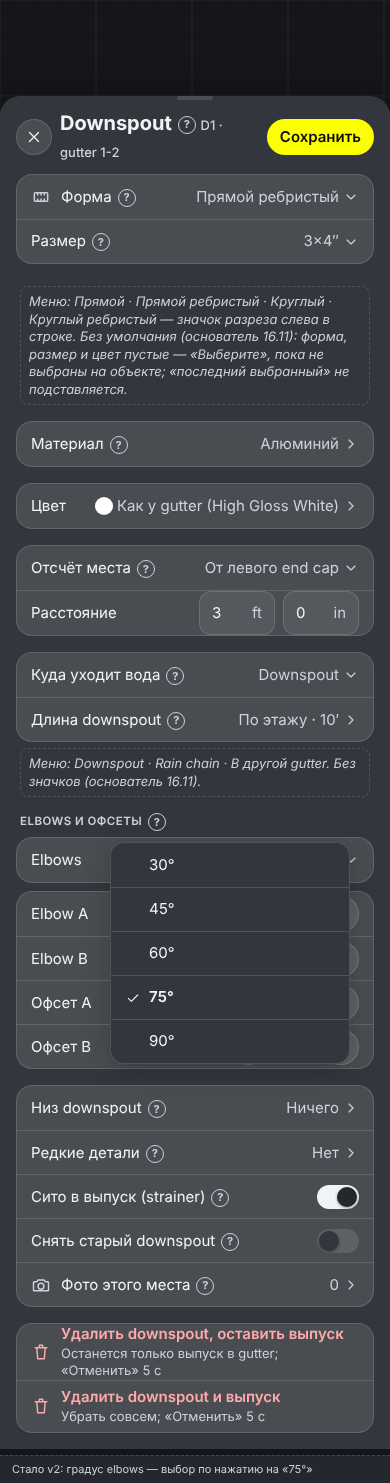 Downspout ? D1 ·
gutter 1-2
Сохранить
Форма ? Прямой ребристый
Размер ? 3×4″
Меню: Прямой · Прямой ребристый · Круглый ·
Круглый ребристый — значок разреза слева в
строке. Без умолчания (основатель 16.11): форма,
размер и цвет пустые — «Выберите», пока не
выбраны на объекте; «последний выбранный» не
подставляется.
Материал ? Алюминий
Цвет Как у gutter (High Gloss White)
Отсчёт места ? От левого end cap
Расстояние 3 ft 0 in
Куда уходит вода ? Downspout
Длина downspout ? По этажу · 10′
Меню: Downspout · Rain chain · В другой gutter. Без
значков (основатель 16.11).
ELBOWS И ОФСЕТЫ ?
Elbows
30°
Elbow A
45°
Elbow B
60°
Офсет A
75°
Офсет B
90°
Низ downspout ? Ничего
Редкие детали ? Нет
Сито в выпуск (strainer) ?
Снять старый downspout ?
Фото этого места ? 0
Удалить downspout, оставить выпуск
Останется только выпуск в gutter;
«Отменить» 5 с
Удалить downspout и выпуск
Убрать совсем; «Отменить» 5 с
Стало v2: градус elbows — выбор по нажатию на «75°»